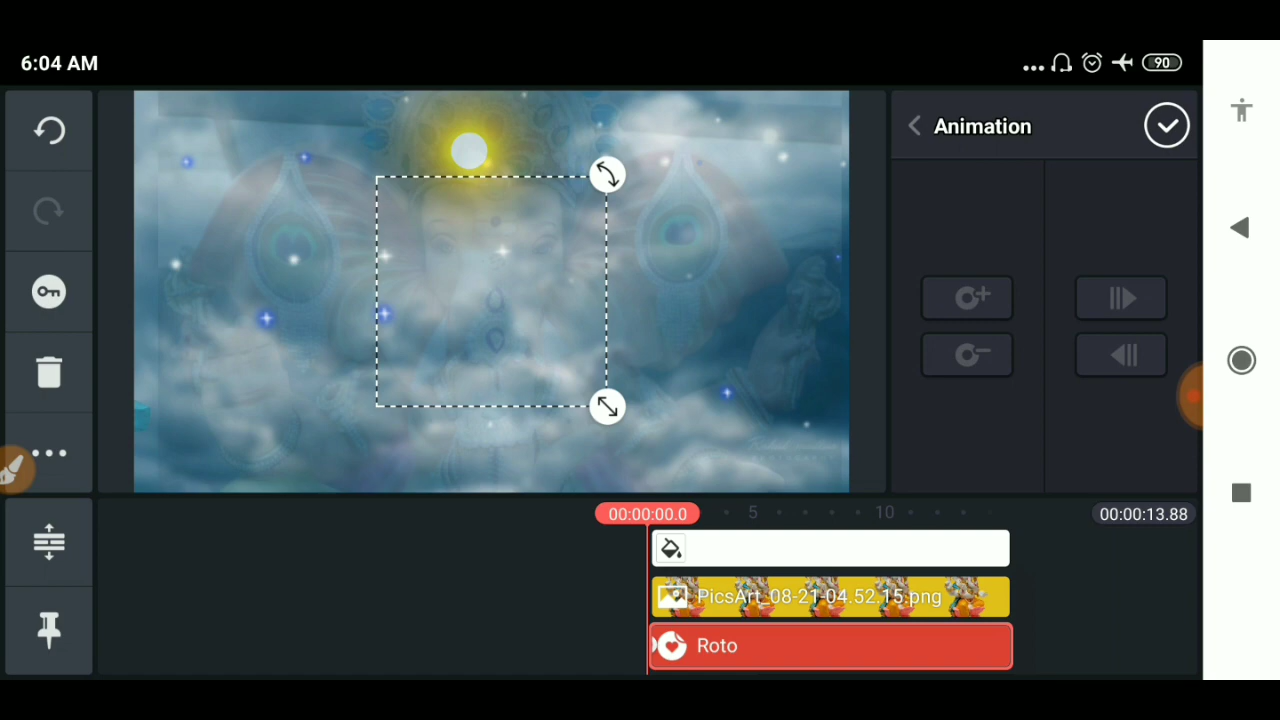 6:04 AM
90
Animation
00:00:00.0
5
10
00:00:13.88
PicsArt_08-21-04.52.15.png
Roto